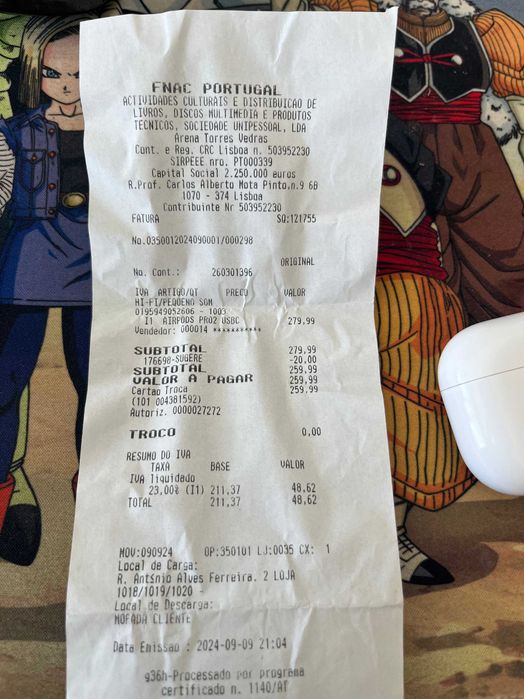 FNAC PORTUGAL
ACTIVIDADES CULTURAIS E DISTRIBUICAO DE
LIVROS, DISCOS MULTIMEDIA E PRODUTOS
TECNICOS, SOCIEDADE UNIPESSOAL, LDA
Arena Torres Vedras
Cont. e Reg. CRC Lisboa n. 503952230
SIRPEEE nro. PT000339
Capital Social 2.250.000 euros
R.Prof. Carlos Alberto Mota Pinto,n.9 6B
1070 - 374 Lisboa
Contribuinte Nr 503952230
FATURA SQ:121755
No.0350012024090001/000298
ORIGINAL
No. Cont.: 260301396
IVA ARTIGO/QT PRECO VALOR
HI-FI/PEQUENO SOM
0195949052606 - 1003
I1 AIRPODS PRO2 USBC 279.99
Vendedor: 000014 ***********
SUBTOTAL 279.99
176698-SUGERE -20.00
SUBTOTAL 259.99
VALOR A PAGAR 259,99
Cartao Troca 259,99
(101 004381592)
Autoriz. 0000027272
TROCO 0,00
RESUMO DO IVA
TAXA BASE VALOR
IVA liquidado
23,00% (I1) 211,37 48,62
TOTAL 211,37 48,62
MOV:090924 OP:350101 LJ:0035 CX: 1
Local de Carga:
R. António Alves Ferreira. 2 LOJA
1018/1019/1020 -
Local de Descarga:
MORADA CLIENTE
Data Emissao : 2024-09-09 21:04
g36h-Processado por programa
certificado n. 1140/AT